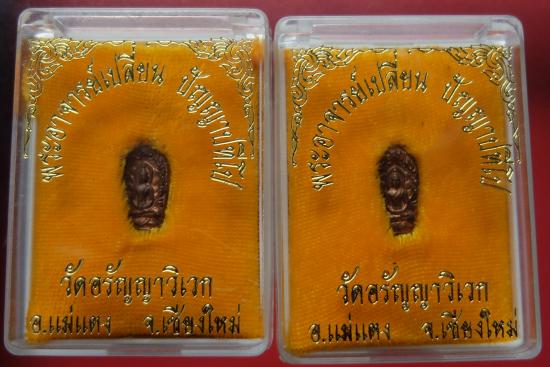 พระอาจารย์เปลี่ยน ปัญญาปทีโป
วัดอรัญญาวิเวก
อ.แม่แตง จ.เชียงใหม่
พระอาจารย์เปลี่ยน ปัญญาปทีโป
วัดอรัญญาวิเวก
อ.แม่แตง จ.เชียงใหม่